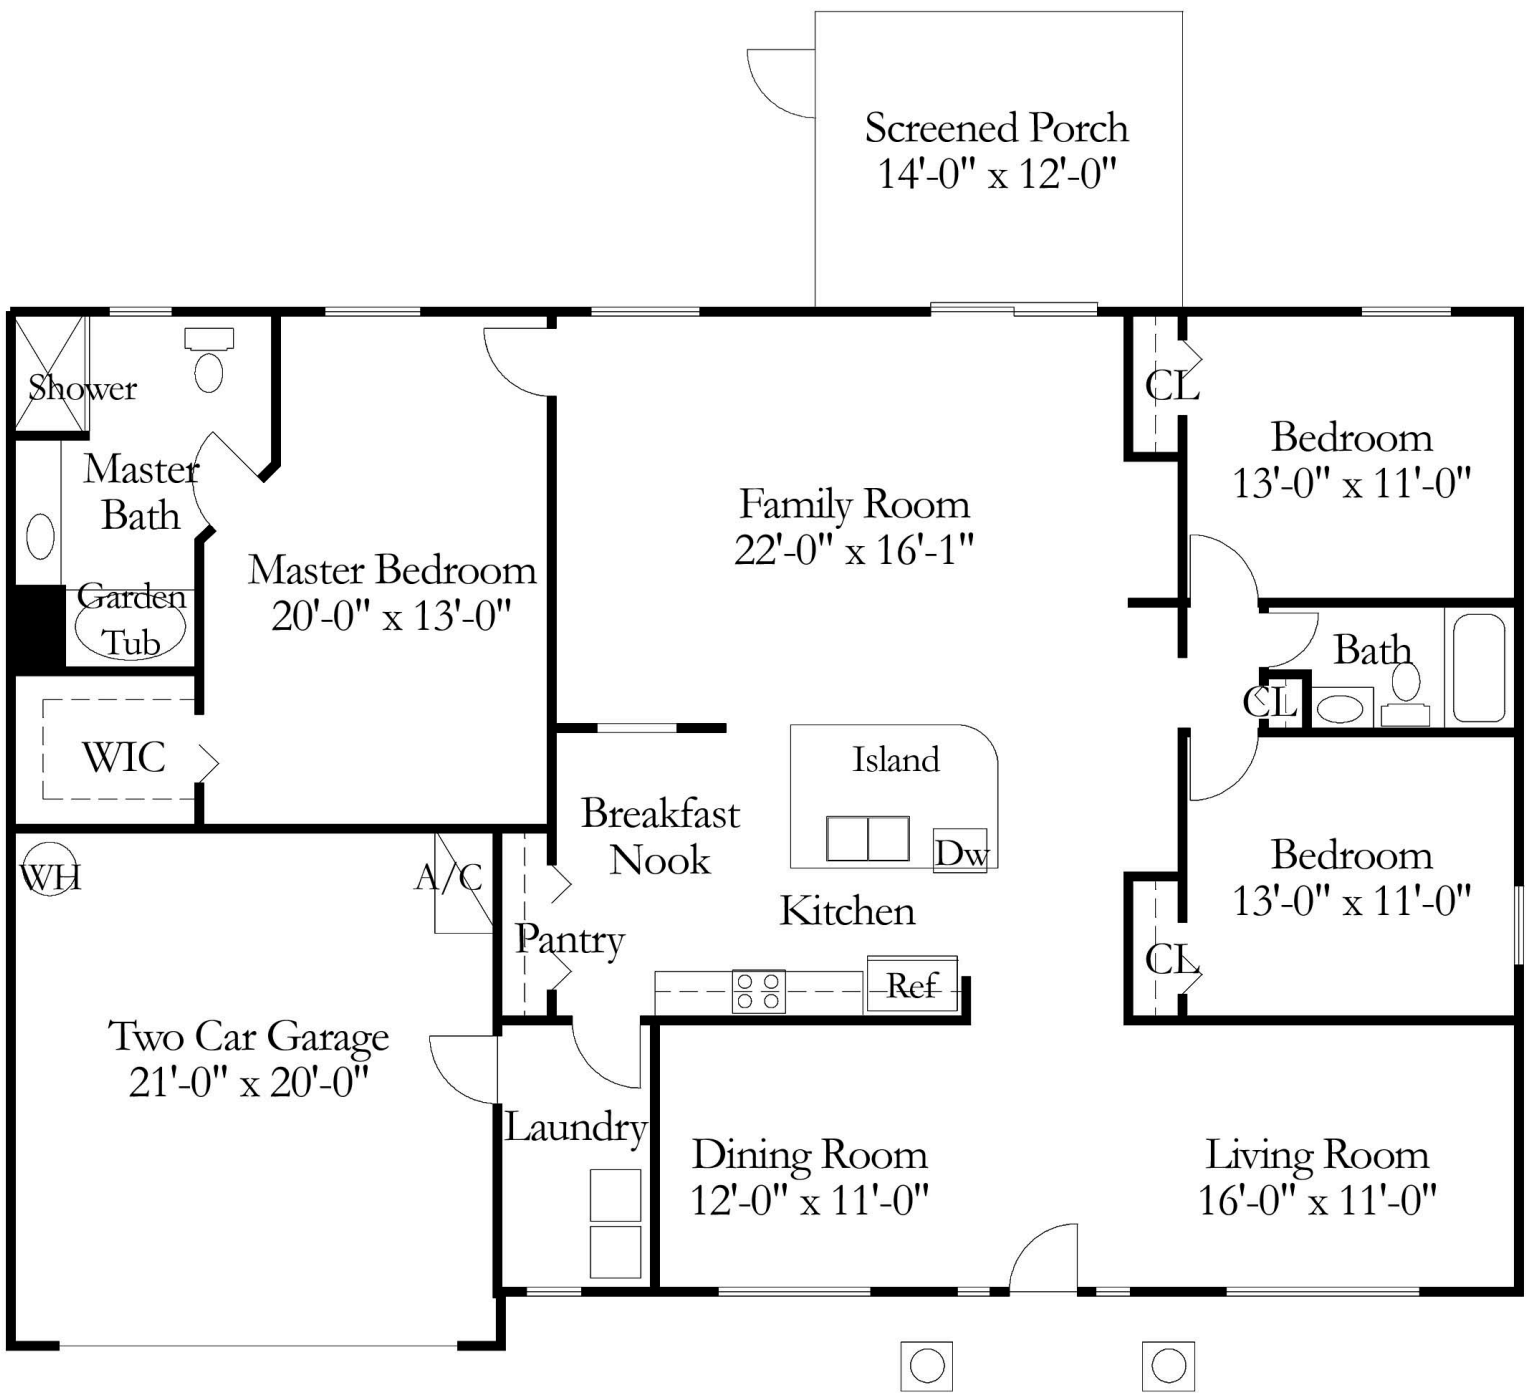 Screened Porch
14'-0" x 12'-0"
Shower
Master
Bath
Garden
Tub
Master Bedroom
20'-0" x 13'-0"
WIC
Family Room
22'-0" x 16'-1"
CL
Bedroom
13'-0" x 11'-0"
Bath
CL
Island
Dw
Breakfast
Nook
Kitchen
Ref
Pantry
CL
Bedroom
13'-0" x 11'-0"
WH
A/C
Two Car Garage
21'-0" x 20'-0"
Laundry
Dining Room
12'-0" x 11'-0"
Living Room
16'-0" x 11'-0"